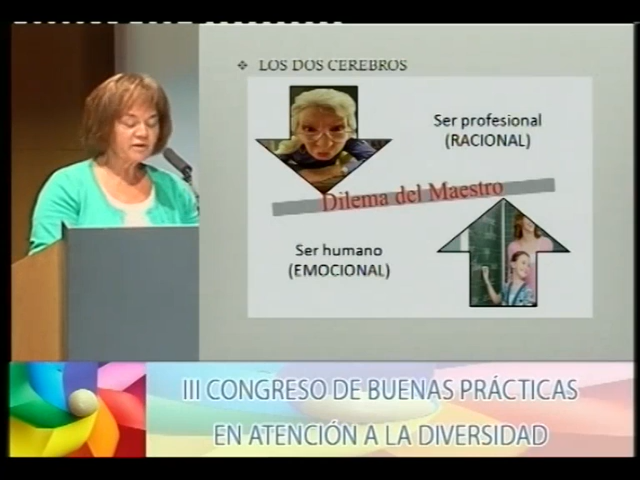 LOS DOS CEREBROS
Ser profesional
(RACIONAL)
Dilema del Maestro
Ser humano
(EMOCIONAL)
III CONGRESO DE BUENAS PRÁCTICAS
EN ATENCIÓN A LA DIVERSIDAD